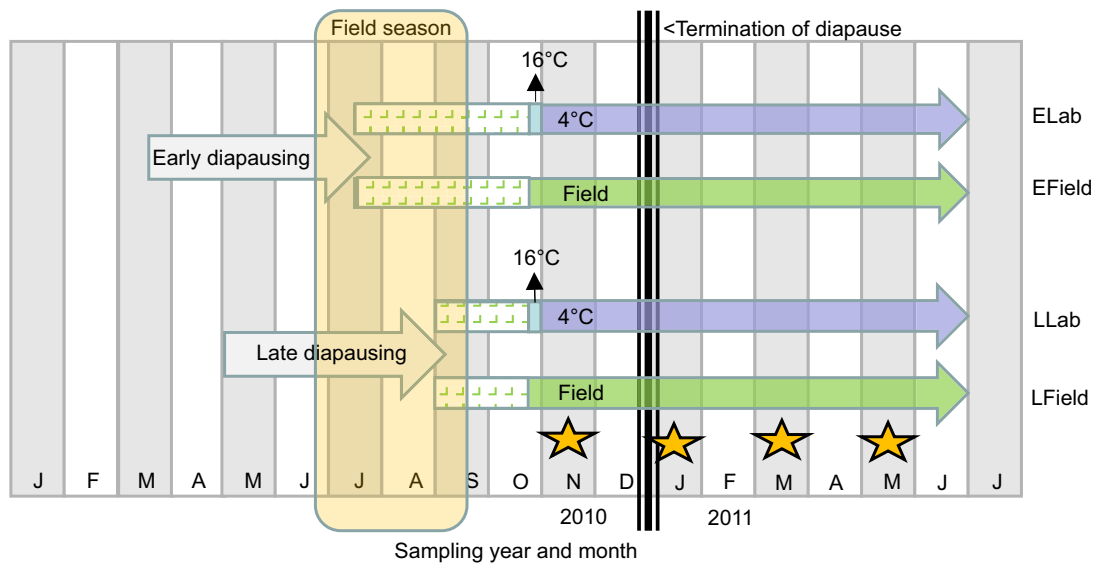 Field season
<Termination of diapause
16°C
4°C
ELab
Early diapausing
Field
EField
16°C
4°C
LLab
Late diapausing
Field
LField
J F M A M J J A S O N D J F M A M J J
2010 2011
Sampling year and month